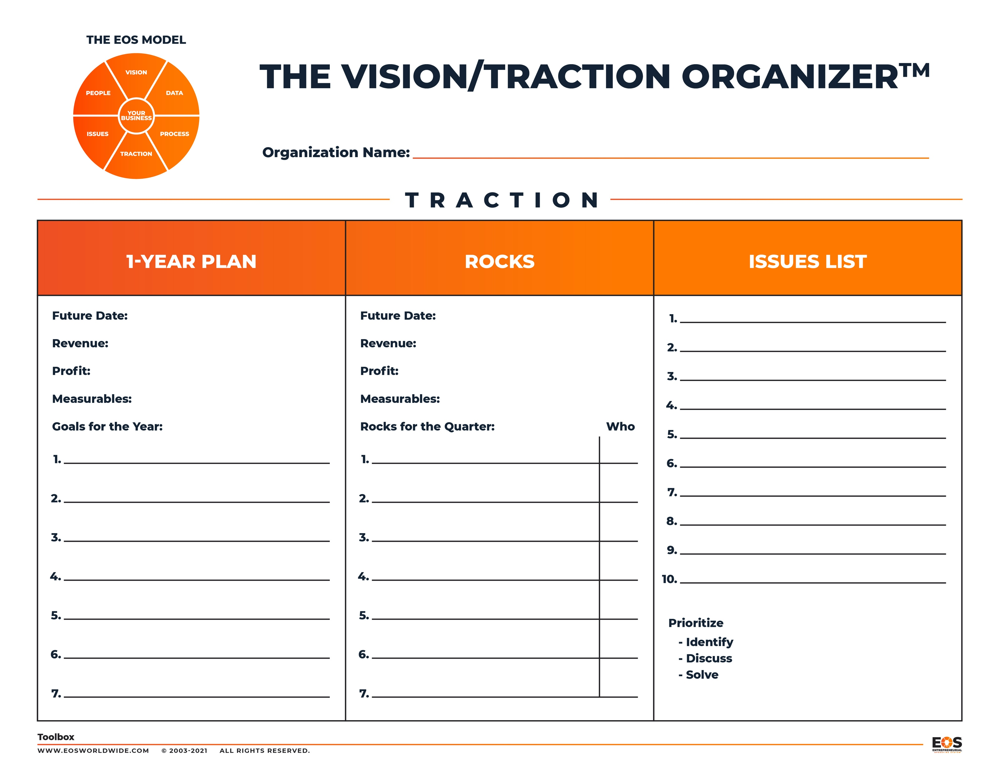 THE EOS MODEL
VISION
PEOPLE
DATA
YOUR
BUSINESS
ISSUES
PROCESS
TRACTION
THE VISION/TRACTION ORGANIZER™
Organization Name:
TRACTION
1-YEAR PLAN
Future Date:
Revenue:
Profit:
Measurables:
Goals for the Year:
1.
2.
3.
4.
5.
6.
7.
ROCKS
Future Date:
Revenue:
Profit:
Measurables:
Rocks for the Quarter: Who
1.
2.
3.
4.
5.
6.
7.
ISSUES LIST
1.
2.
3.
4.
5.
6.
7.
8.
9.
10.
Prioritize
- Identify
- Discuss
- Solve
Toolbox
WWW.EOSWORLDWIDE.COM © 2003-2021 ALL RIGHTS RESERVED.
EOS
ENTREPRENEURIAL
OPERATING SYSTEM